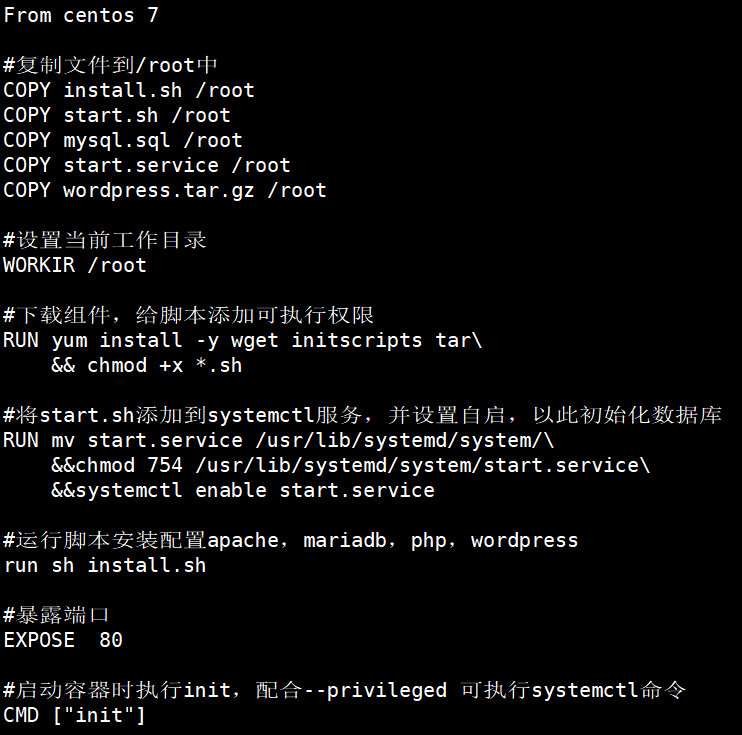 From centos 7
#复制文件到/root中
COPY install.sh /root
COPY start.sh /root
COPY mysql.sql /root
COPY start.service /root
COPY wordpress.tar.gz /root
#设置当前工作目录
WORKIR /root
#下载组件，给脚本添加可执行权限
RUN yum install -y wget initscripts tar\
    && chmod +x *.sh
#将start.sh添加到systemctl服务，并设置自启，以此初始化数据库
RUN mv start.service /usr/lib/systemd/system/\
    &&chmod 754 /usr/lib/systemd/system/start.service\
    &&systemctl enable start.service
#运行脚本安装配置apache，mariadb，php，wordpress
run sh install.sh
#暴露端口
EXPOSE  80
#启动容器时执行init，配合--privileged 可执行systemctl命令
CMD ["init"]